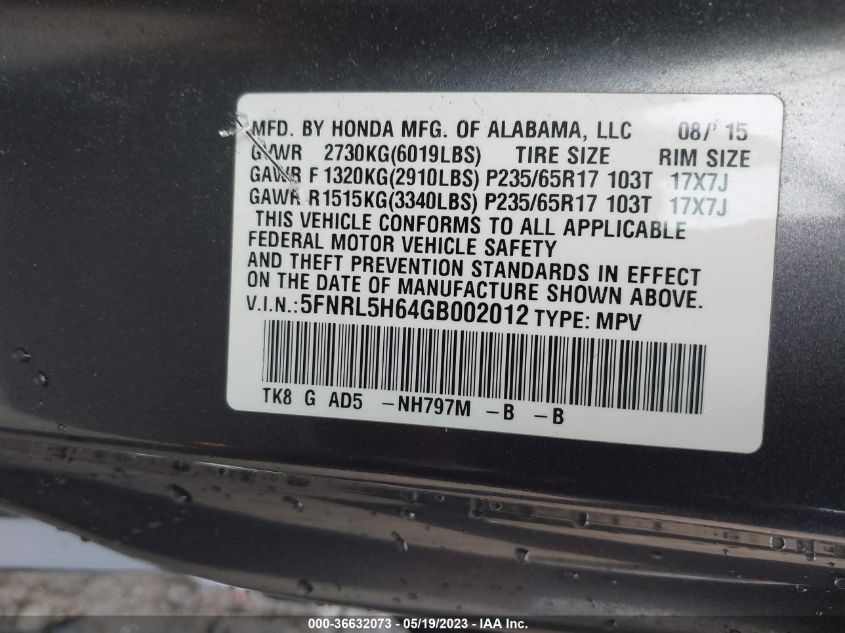 MFD. BY HONDA MFG. OF ALABAMA, LLC 08/15
GVWR 2730KG(6019LBS) TIRE SIZE RIM SIZE
GAWR F 1320KG(2910LBS) P235/65R17 103T 17X7J
GAWR R1515KG(3340LBS) P235/65R17 103T 17X7J
THIS VEHICLE CONFORMS TO ALL APPLICABLE
FEDERAL MOTOR VEHICLE SAFETY
AND THEFT PREVENTION STANDARDS IN EFFECT
ON THE DATE OF MANUFACTURE SHOWN ABOVE.
V.I.N.:5FNRL5H64GB002012 TYPE: MPV
TK8 G AD5 -NH797M -B -B
000-36632073 - 05/19/2023 - IAA Inc.